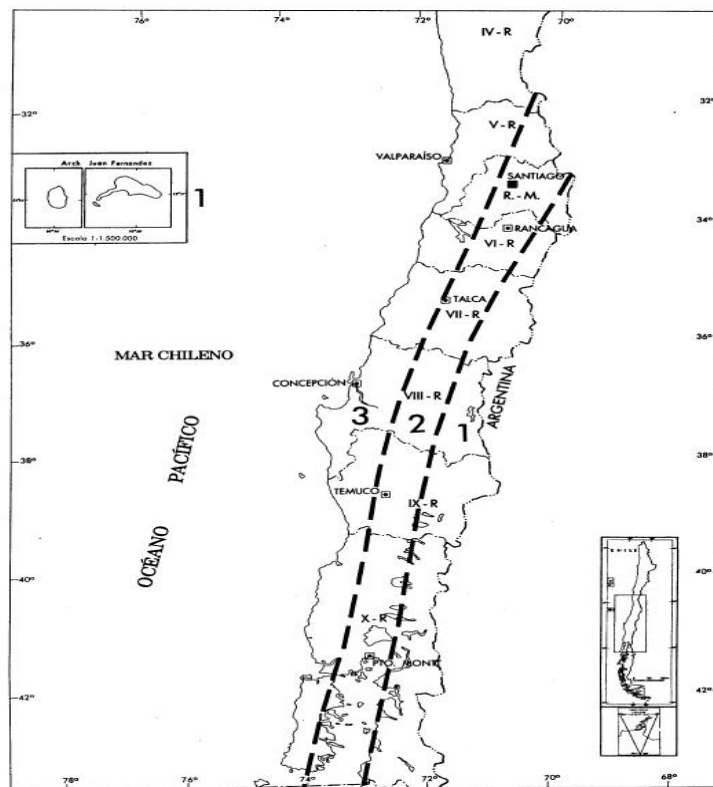 76°
72°
70°
IV - R
32°
32°
V - R
VALPARAÍSO
Arch Juan Fernandez
SANTIAGO
1
R. - M.
Escala 1:1.500.000
RANCAGUA
34°
VI - R
TALCA
VII - R
36°
36°
MAR CHILENO
CONCEPCIÓN
VIII - R
ARGENTINA
3
2
1
PACÍFICO
38°
38°
TEMUCO
IX - R
OCÉANO
CHILE
40°
40°
X - R
PTO. MONTT
42°
42°
78°
76°
74°
72°
70°
68°